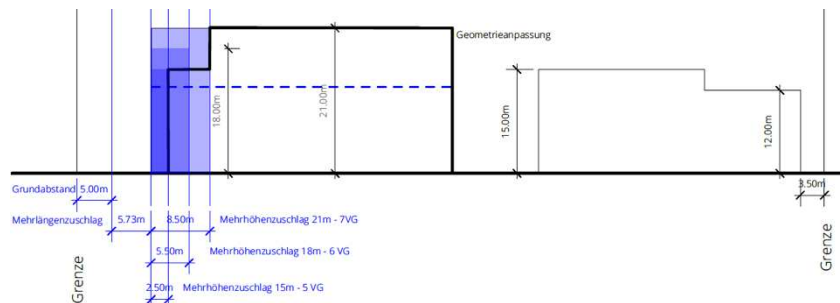 Geometrieanpassung
18.00m
21.00m
15.00m
12.00m
Grundabstand 5.00m
3.50m
Mehrlängenzuschlag 5.73m 8.50m Mehrhöhenzuschlag 21m - 7VG
5.50m Mehrhöhenzuschlag 18m - 6 VG
2.50m Mehrhöhenzuschlag 15m - 5 VG
Grenze
Grenze